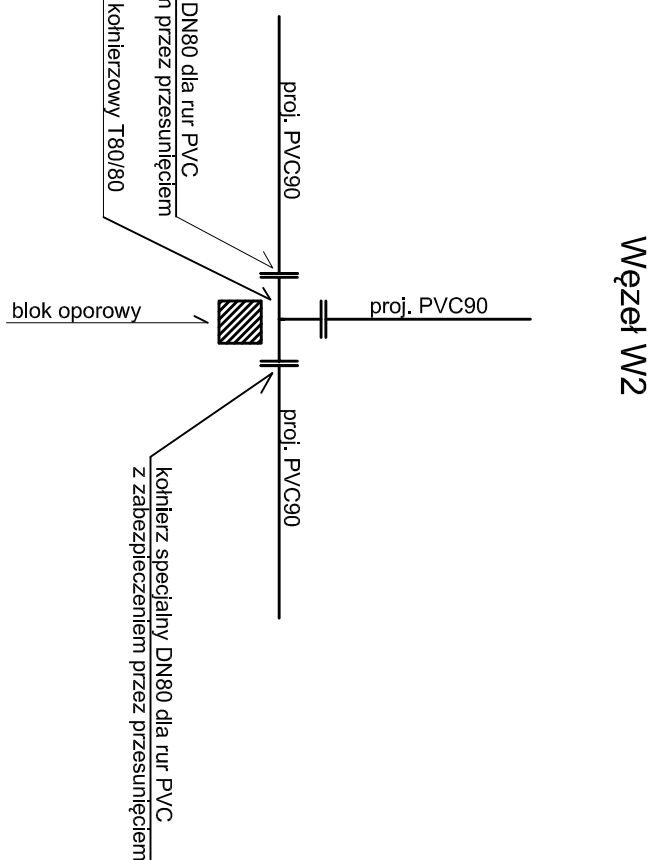 Węzeł W2
proj. PVC90
proj. PVC90
proj. PVC90
DN80 dla rur PVC
przez przesunięciem
kołnierzowy T80/80
blok oporowy
kołnierz specjalny DN80 dla rur PVC
z zabezpieczeniem przez przesunięciem